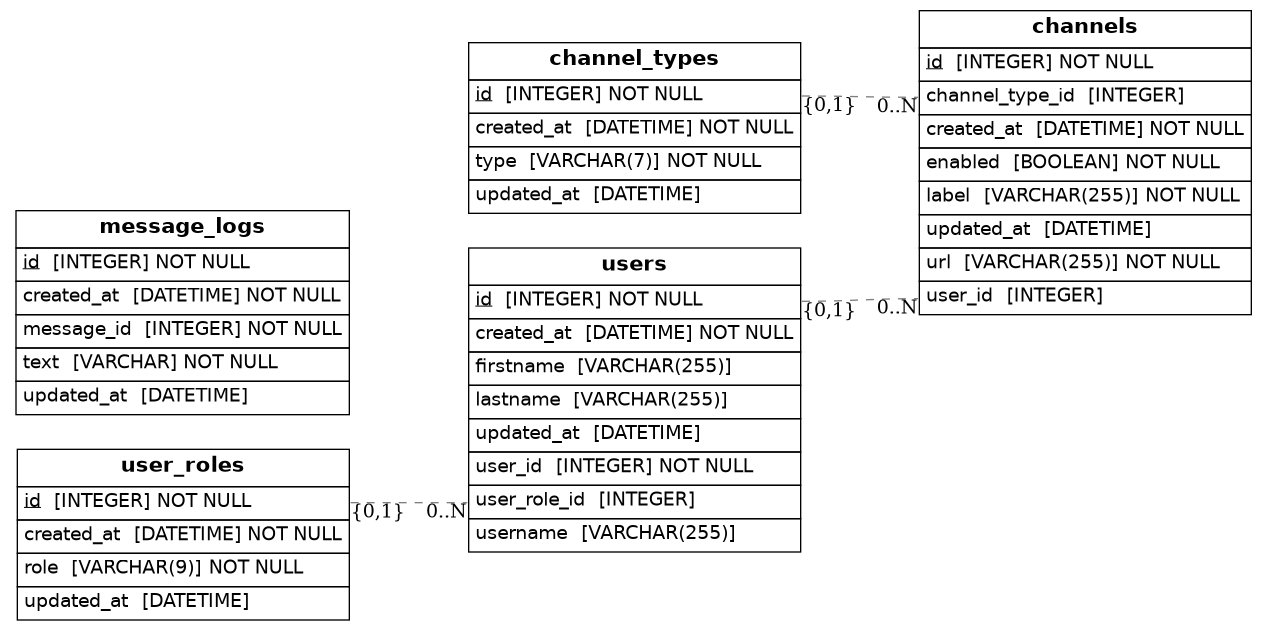 channels
id [INTEGER] NOT NULL
channel_type_id [INTEGER]
created_at [DATETIME] NOT NULL
enabled [BOOLEAN] NOT NULL
label [VARCHAR(255)] NOT NULL
updated_at [DATETIME]
url [VARCHAR(255)] NOT NULL
user_id [INTEGER]
channel_types
id [INTEGER] NOT NULL
created_at [DATETIME] NOT NULL
type [VARCHAR(7)] NOT NULL
updated_at [DATETIME]
{0,1} 0..N
message_logs
id [INTEGER] NOT NULL
created_at [DATETIME] NOT NULL
message_id [INTEGER] NOT NULL
text [VARCHAR] NOT NULL
updated_at [DATETIME]
users
id [INTEGER] NOT NULL
created_at [DATETIME] NOT NULL
firstname [VARCHAR(255)]
lastname [VARCHAR(255)]
updated_at [DATETIME]
user_id [INTEGER] NOT NULL
user_role_id [INTEGER]
username [VARCHAR(255)]
{0,1} 0..N
user_roles
id [INTEGER] NOT NULL
created_at [DATETIME] NOT NULL
role [VARCHAR(9)] NOT NULL
updated_at [DATETIME]
{0,1} 0..N